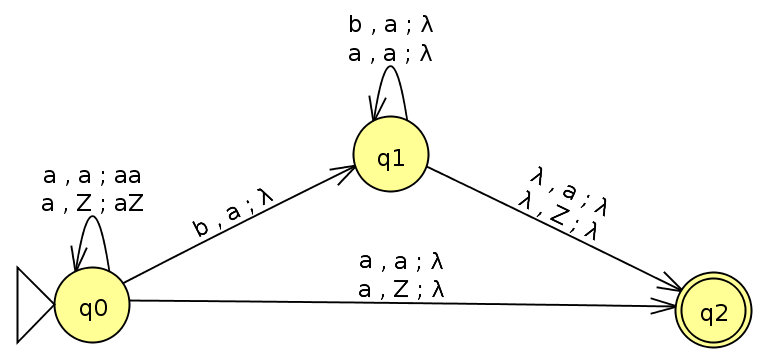 b , a ; λ
a , a ; λ
q1
a , a ; aa
a , Z ; aZ
b , a ; λ
λ , a ; λ
λ , Z ; λ
a , a ; λ
a , Z ; λ
q0
q2